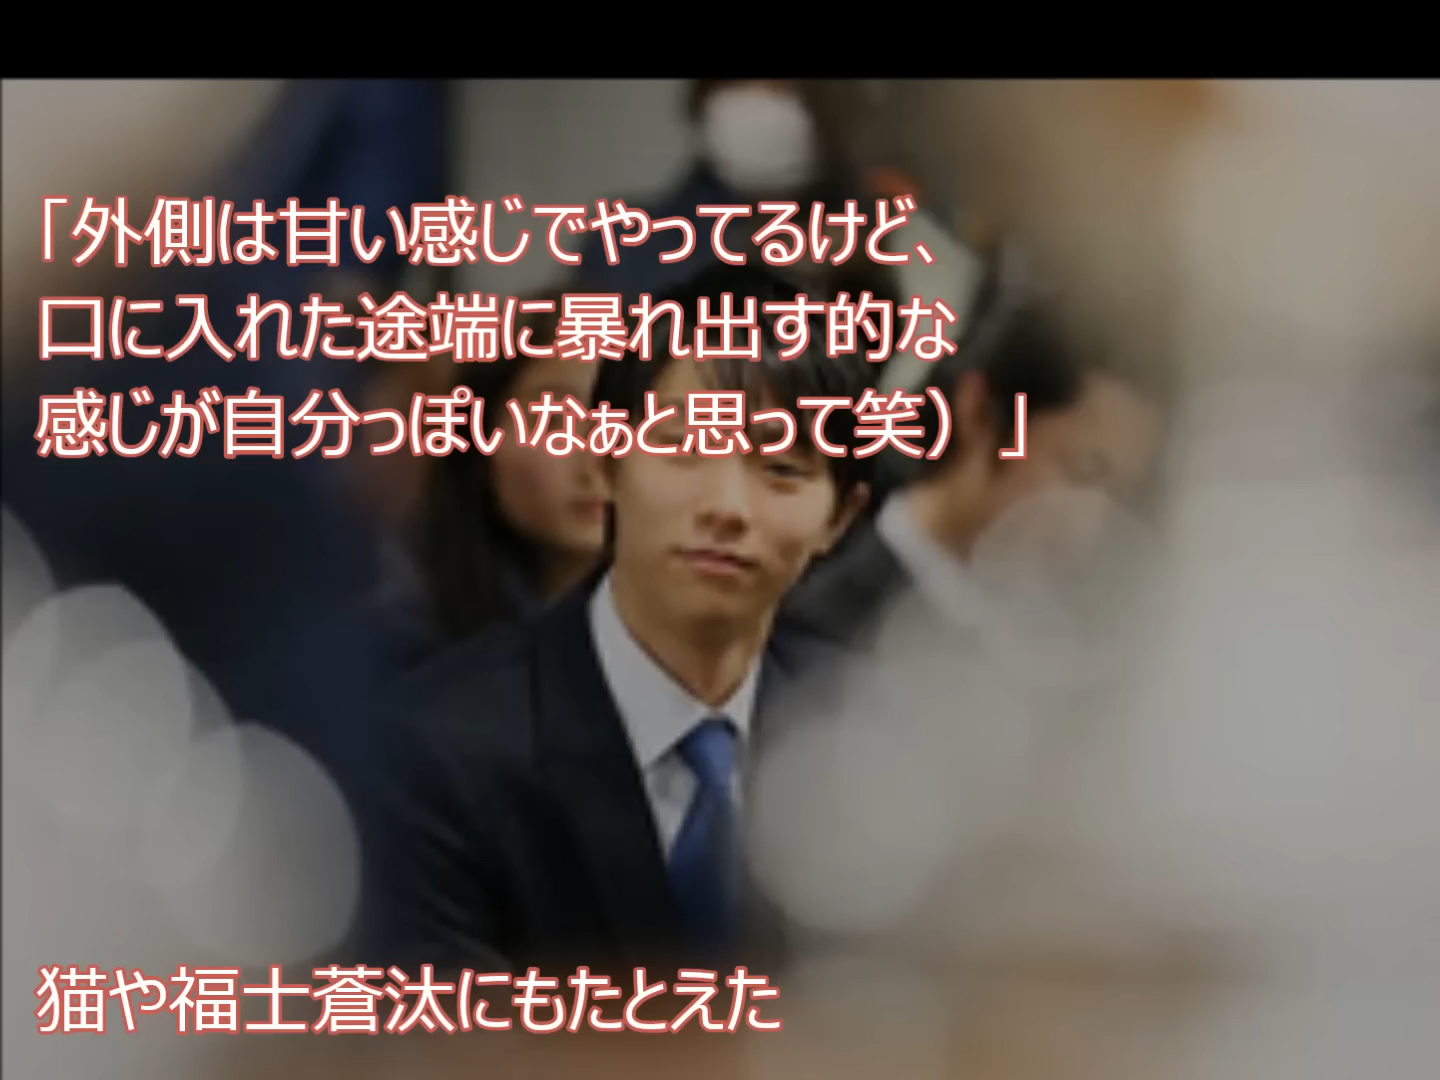 「外側は甘い感じでやってるけど、
口に入れた途端に暴れ出す的な
感じが自分っぽいなぁと思って笑）」
猫や福士蒼汰にもたとえた